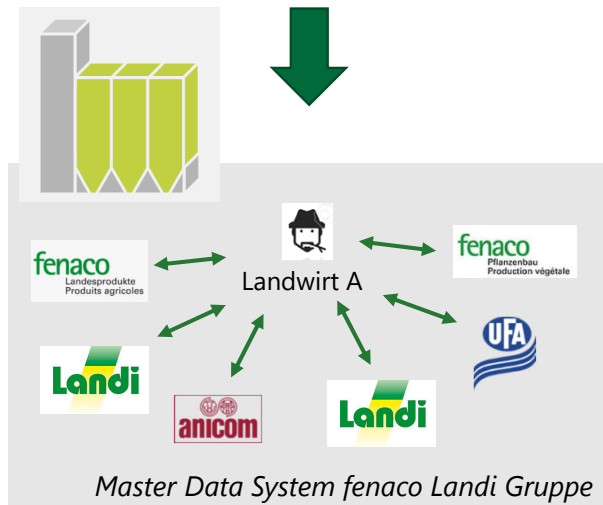 fenaco
Landesprodukte
Produits agricoles
Landwirt A
fenaco
Pflanzenbau
Production végétale
UFA
Landi
anicom
Landi
Master Data System fenaco Landi Gruppe